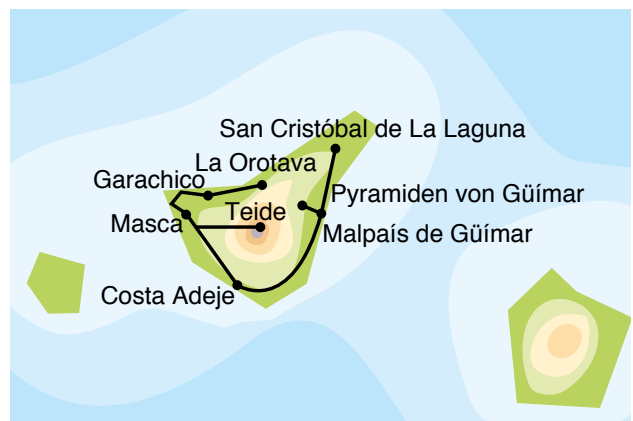 San Cristóbal de La Laguna
La Orotava
Garachico
Pyramiden von Güímar
Teide
Masca
Malpaís de Güímar
Costa Adeje